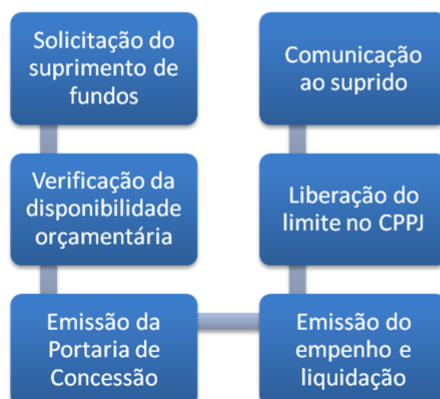 Solicitação do
suprimento de
fundos
Verificação da
disponibilidade
orçamentária
Emissão da
Portaria de
Concessão
Emissão do
empenho e
liquidação
Liberação do
limite no CPPJ
Comunicação
ao suprido